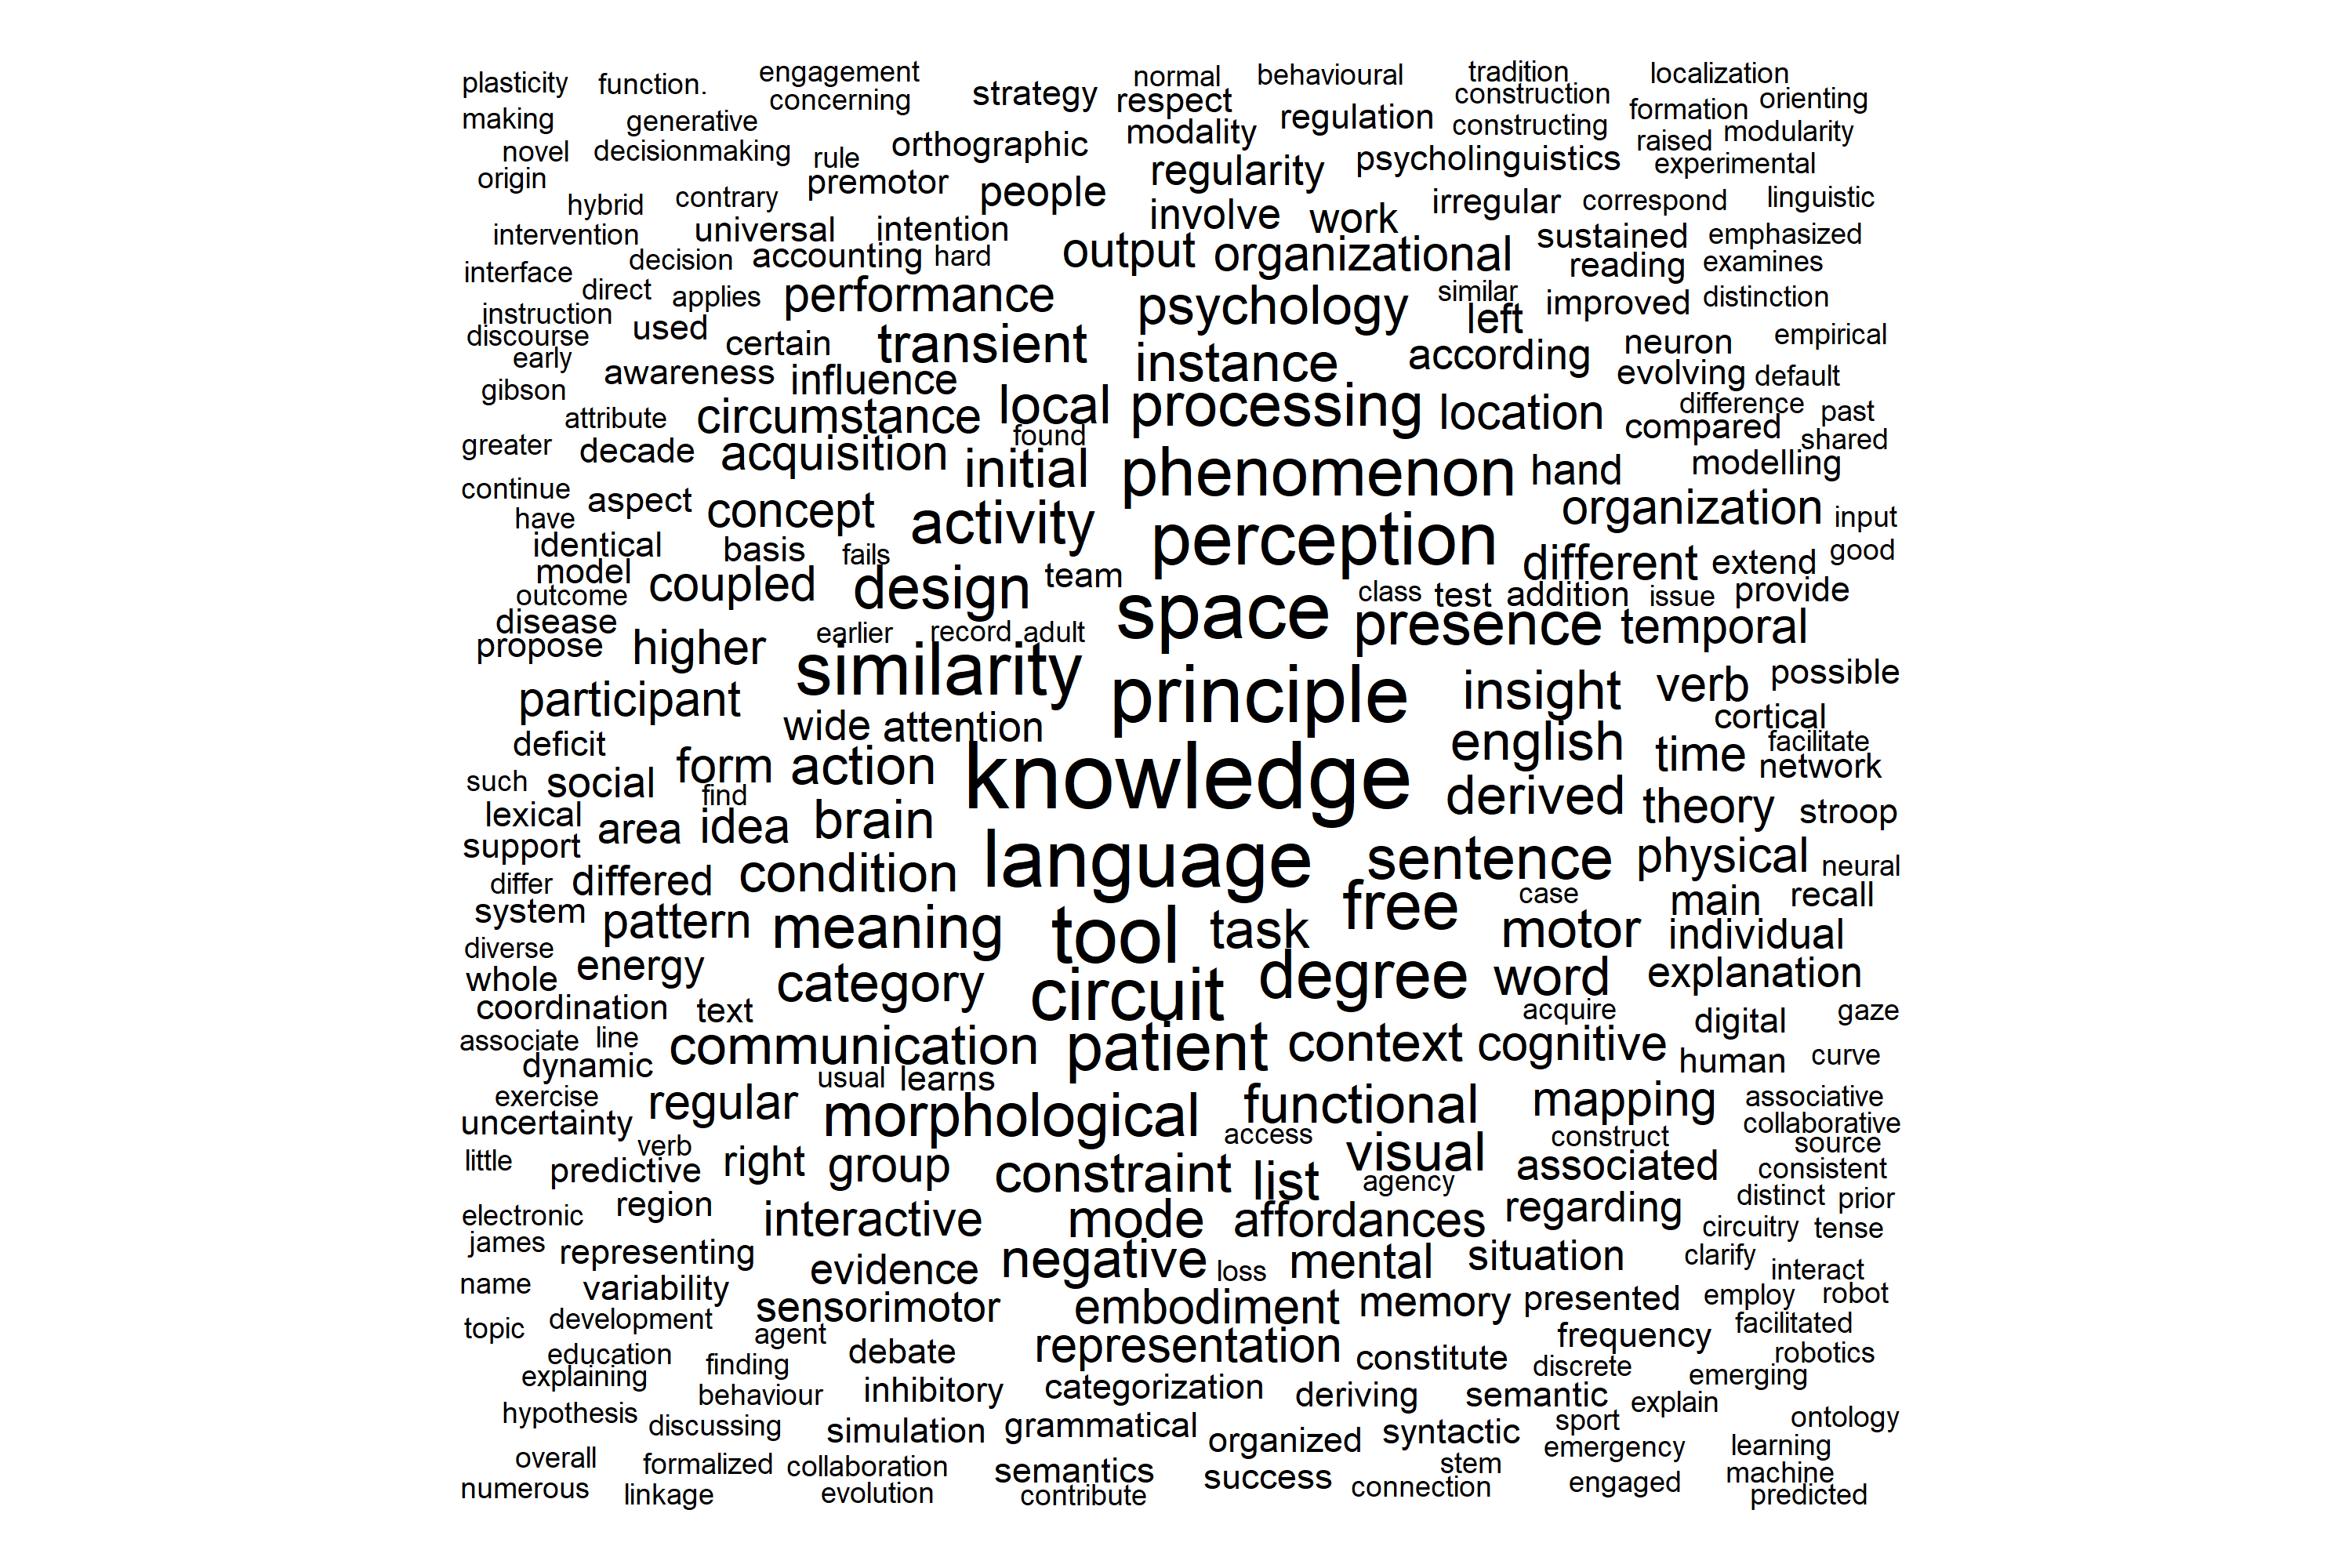 plasticity function. engagement strategy normal behavioural tradition localization
making generative concerning respect construction formation orienting
novel decisionmaking rule orthographic modality regulation constructing raised modularity
origin contrary premotor people regularity psycholinguistics experimental
hybrid universal intention involve work irregular correspond linguistic
intervention decision accounting hard output organizational sustained emphasized
interface direct applies performance psychology similar reading examines
instruction used certain transient left improved distinction
discourse early awareness influence instance according neuron empirical
gibson attribute circumstance local processing location evolving default
greater decade acquisition found initial difference compared past shared
continue have aspect concept activity phenomenon hand modelling
identical basis fails perception organization input
model outcome coupled design team different extend good
disease propose higher earlier record adult space class test addition issue provide
similarity presence temporal
participant wide attention principle insight verb possible
deficit form action english time cortical facilitate network
such social find knowledge derived theory stroop
lexical area idea brain
support differ differed condition language sentence physical neural
system pattern meaning tool task free case motor main recall individual
diverse whole energy category circuit degree word explanation
coordination text acquire digital gaze
associate line dynamic communication patient context cognitive human curve
exercise usual learns
uncertainty regular morphological functional mapping associative collaborative
little verb predictive right group access visual construct source
constraint list agency associated consistent
electronic region interactive mode affordances regarding distinct prior
james representing negative circuitry tense
name variability evidence loss mental situation clarify interact
topic development sensorimotor embodiment memory presented employ robot
education agent debate representation constitute frequency facilitated
explaining finding discrete robotics
behaviour inhibitory categorization deriving semantic emerging
hypothesis discussing simulation grammatical organized syntactic sport explain ontology
overall formalized collaboration semantics success stem emergency learning
numerous linkage evolution contribute connection engaged machine
predicted